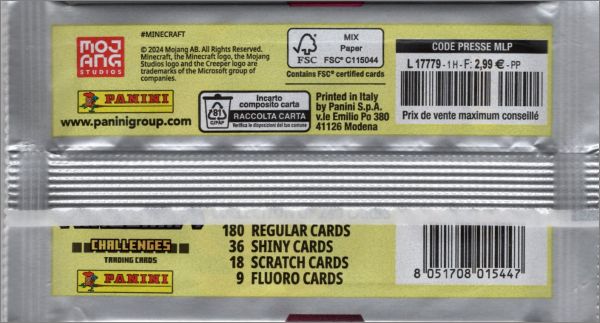 MOJ
ANG
STUDIOS
#MINECRAFT
© 2024 Mojang AB. All Rights Reserved.
Minecraft, the Minecraft logo, the Mojang
Studios logo and the Creeper logo are
trademarks of the Microsoft group of
companies.
FSC
MIX
Paper
FSC® C115044
Contains FSC® certified cards
CODE PRESSE MLP
L 17779 - 1 H - F: 2,99 € - PP
Prix de vente maximum conseillé
PANINI
www.paninigroup.com
81
C/PAP
Incarto
composito carta
RACCOLTA CARTA
Verifica le disposizioni del tuo comune
Printed in Italy
by Panini S.p.A.
v.le Emilio Po 380
41126 Modena
CHALLENGES
TRADING CARDS
PANINI
180 REGULAR CARDS
36 SHINY CARDS
18 SCRATCH CARDS
9 FLUORO CARDS
8 051708 015447